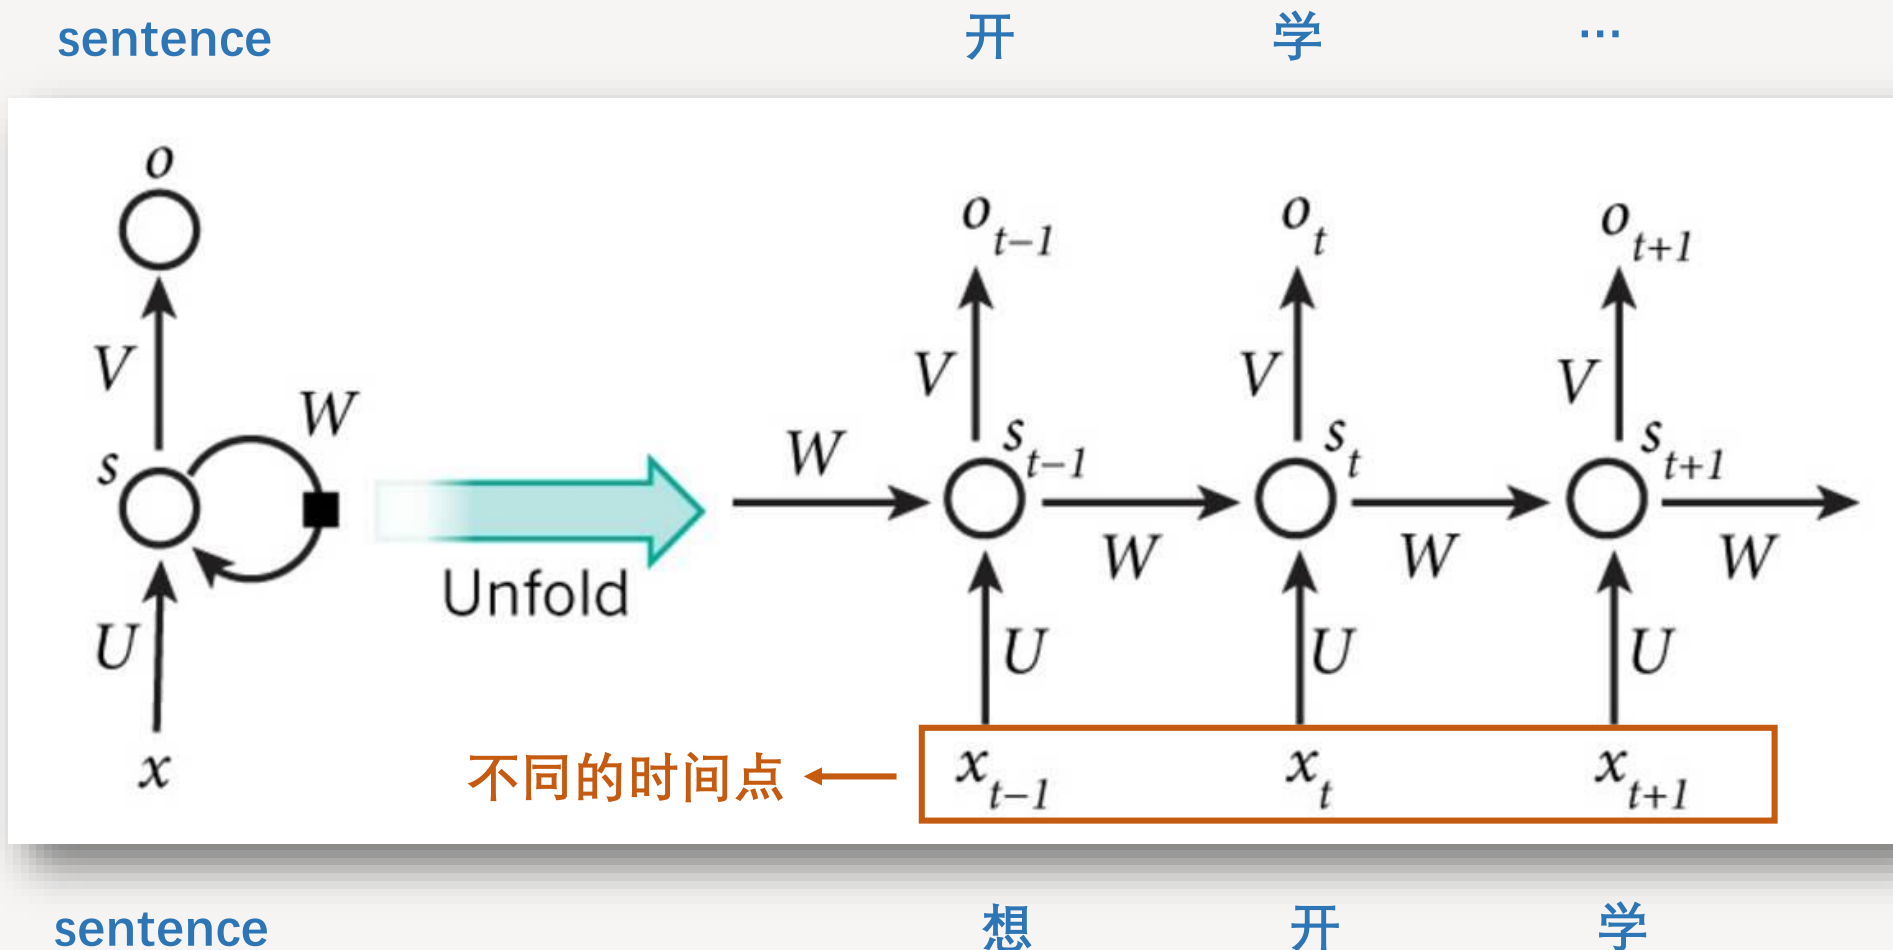 sentence 开 学 …
o
V
W
s
U
x
Unfold
o t−1 o t o t+1
V V V
W s t−1 s t s t+1
W W W
U U U
不同的时间点 x t−1 x t x t+1
sentence 想 开 学